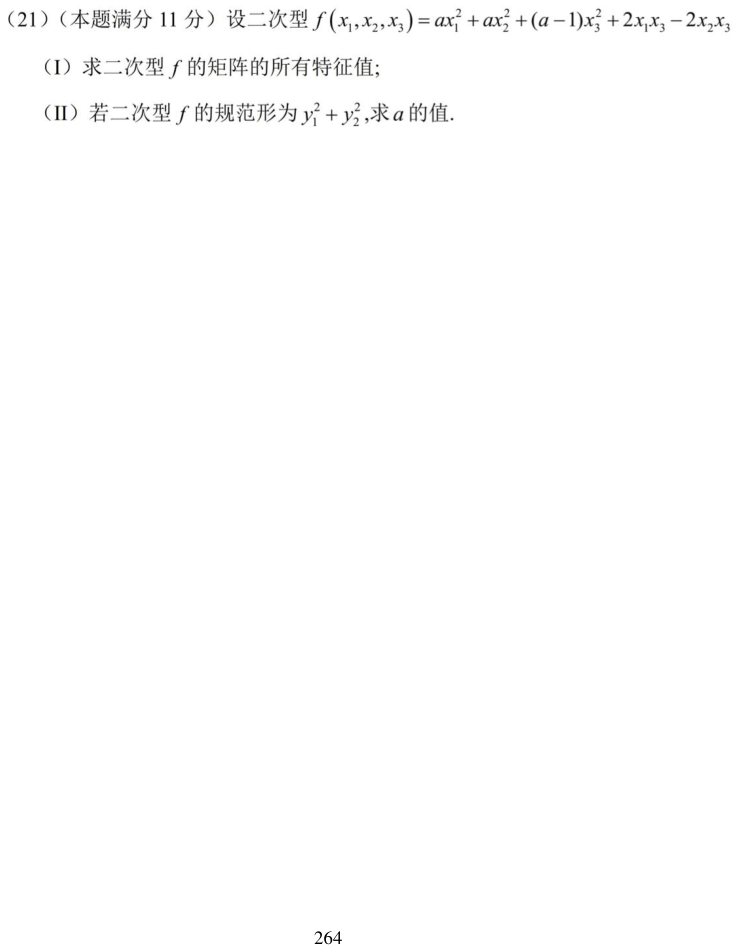 （21）（本题满分 11 分）设二次型 f(x₁,x₂,x₃)=ax₁²+ax₂²+(a−1)x₃²+2x₁x₃−2x₂x₃
（I）求二次型 f 的矩阵的所有特征值;
（II）若二次型 f 的规范形为 y₁²+y₂²,求 a 的值.
264